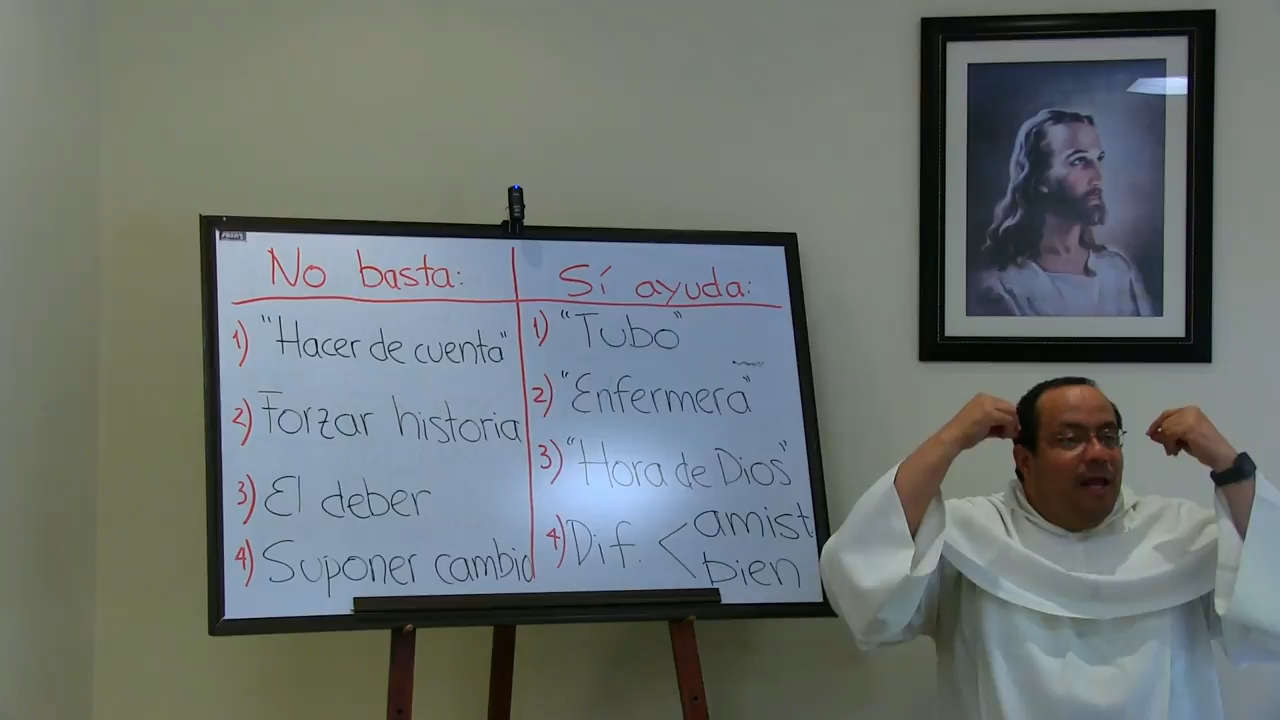 No basta:
1) "Hacer de cuenta"
2) Forzar historia
3) El deber
4) Suponer cambio
Sí ayuda:
1) "Tubo"
2) "Enfermera"
3) "Hora de Dios"
4) Dif. < amist
bien